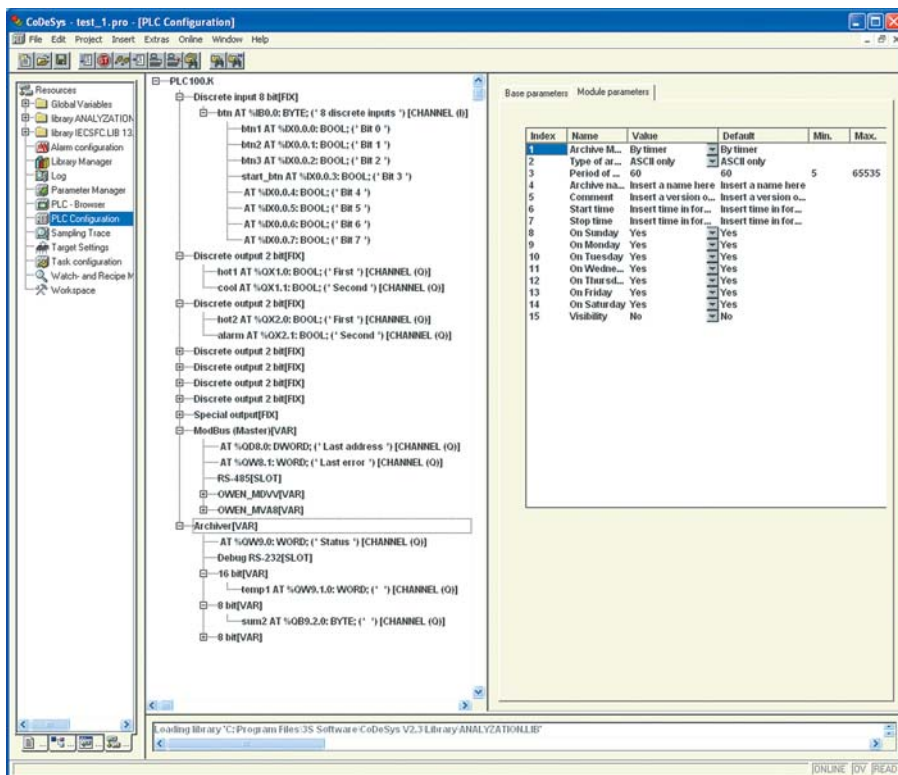 CoDeSys - test_1.pro - [PLC Configuration]
File Edit Project Insert Extras Online Window Help
Resources
Global Variables
library ANALYZATION
library IECSFC.LIB 13.
Alarm configuration
Library Manager
Log
Parameter Manager
PLC - Browser
PLC Configuration
Sampling Trace
Target Settings
Task configuration
Watch- and Recipe M
Workspace
PLC100.K
Discrete input 8 bit[FIX]
btn AT %IB0.0: BYTE; (* 8 discrete inputs *) [CHANNEL (I)]
btn1 AT %IX0.0.0: BOOL; (* Bit 0 *)
btn2 AT %IX0.0.1: BOOL; (* Bit 1 *)
btn3 AT %IX0.0.2: BOOL; (* Bit 2 *)
start_btn AT %IX0.0.3: BOOL; (* Bit 3 *)
AT %IX0.0.4: BOOL; (* Bit 4 *)
AT %IX0.0.5: BOOL; (* Bit 5 *)
AT %IX0.0.6: BOOL; (* Bit 6 *)
AT %IX0.0.7: BOOL; (* Bit 7 *)
Discrete output 2 bit[FIX]
hot1 AT %QX1.0: BOOL; (* First *) [CHANNEL (Q)]
cool AT %QX1.1: BOOL; (* Second *) [CHANNEL (Q)]
Discrete output 2 bit[FIX]
hot2 AT %QX2.0: BOOL; (* First *) [CHANNEL (Q)]
alarm AT %QX2.1: BOOL; (* Second *) [CHANNEL (Q)]
Discrete output 2 bit[FIX]
Discrete output 2 bit[FIX]
Discrete output 2 bit[FIX]
Discrete output 2 bit[FIX]
Special output[FIX]
ModBus (Master)[VAR]
AT %QD8.0: DWORD; (* Last address *) [CHANNEL (Q)]
AT %QW8.1: WORD; (* Last error *) [CHANNEL (Q)]
RS-485[SLOT]
OWEN_MDVV[VAR]
OWEN_MVA8[VAR]
Archiver[VAR]
AT %QW9.0: WORD; (* Status *) [CHANNEL (Q)]
Debug RS-232[SLOT]
16 bit[VAR]
temp1 AT %QW9.1.0: WORD; (* *) [CHANNEL (Q)]
8 bit[VAR]
sum2 AT %QB9.2.0: BYTE; (* *) [CHANNEL (Q)]
8 bit[VAR]
Base parameters Module parameters
Index Name Value Default Min. Max.
1 Archive M... By timer By timer
2 Type of ar... ASCII only ASCII only
3 Period of ... 60 60 5 65535
4 Archive na... Insert a name here Insert a name here
5 Comment Insert a version o... Insert a version o...
6 Start time Insert time in for... Insert time in for...
7 Stop time Insert time in for... Insert time in for...
8 On Sunday Yes Yes
9 On Monday Yes Yes
10 On Tuesday Yes Yes
11 On Wedne... Yes Yes
12 On Thursd... Yes Yes
13 On Friday Yes Yes
14 On Saturday Yes Yes
15 Visibility No No
Loading library 'C:\Program Files\3S Software\CoDeSys V2.3\Library\ANALYZATION.LIB'
ONLINE OV READ